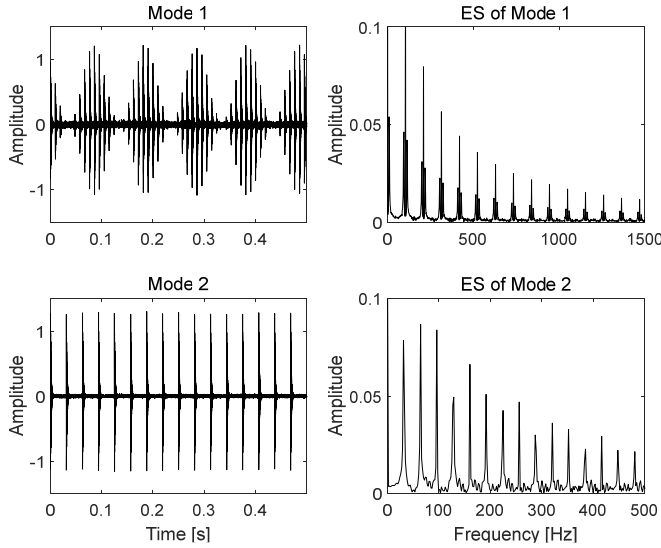 Mode 1
ES of Mode 1
Amplitude
1
0
-1
0 0.1 0.2 0.3 0.4
Amplitude
0.1
0.05
0
0 500 1000 1500
Mode 2
ES of Mode 2
Amplitude
1
0
-1
0 0.1 0.2 0.3 0.4
Time [s]
Amplitude
0.1
0.05
0
0 100 200 300 400 500
Frequency [Hz]